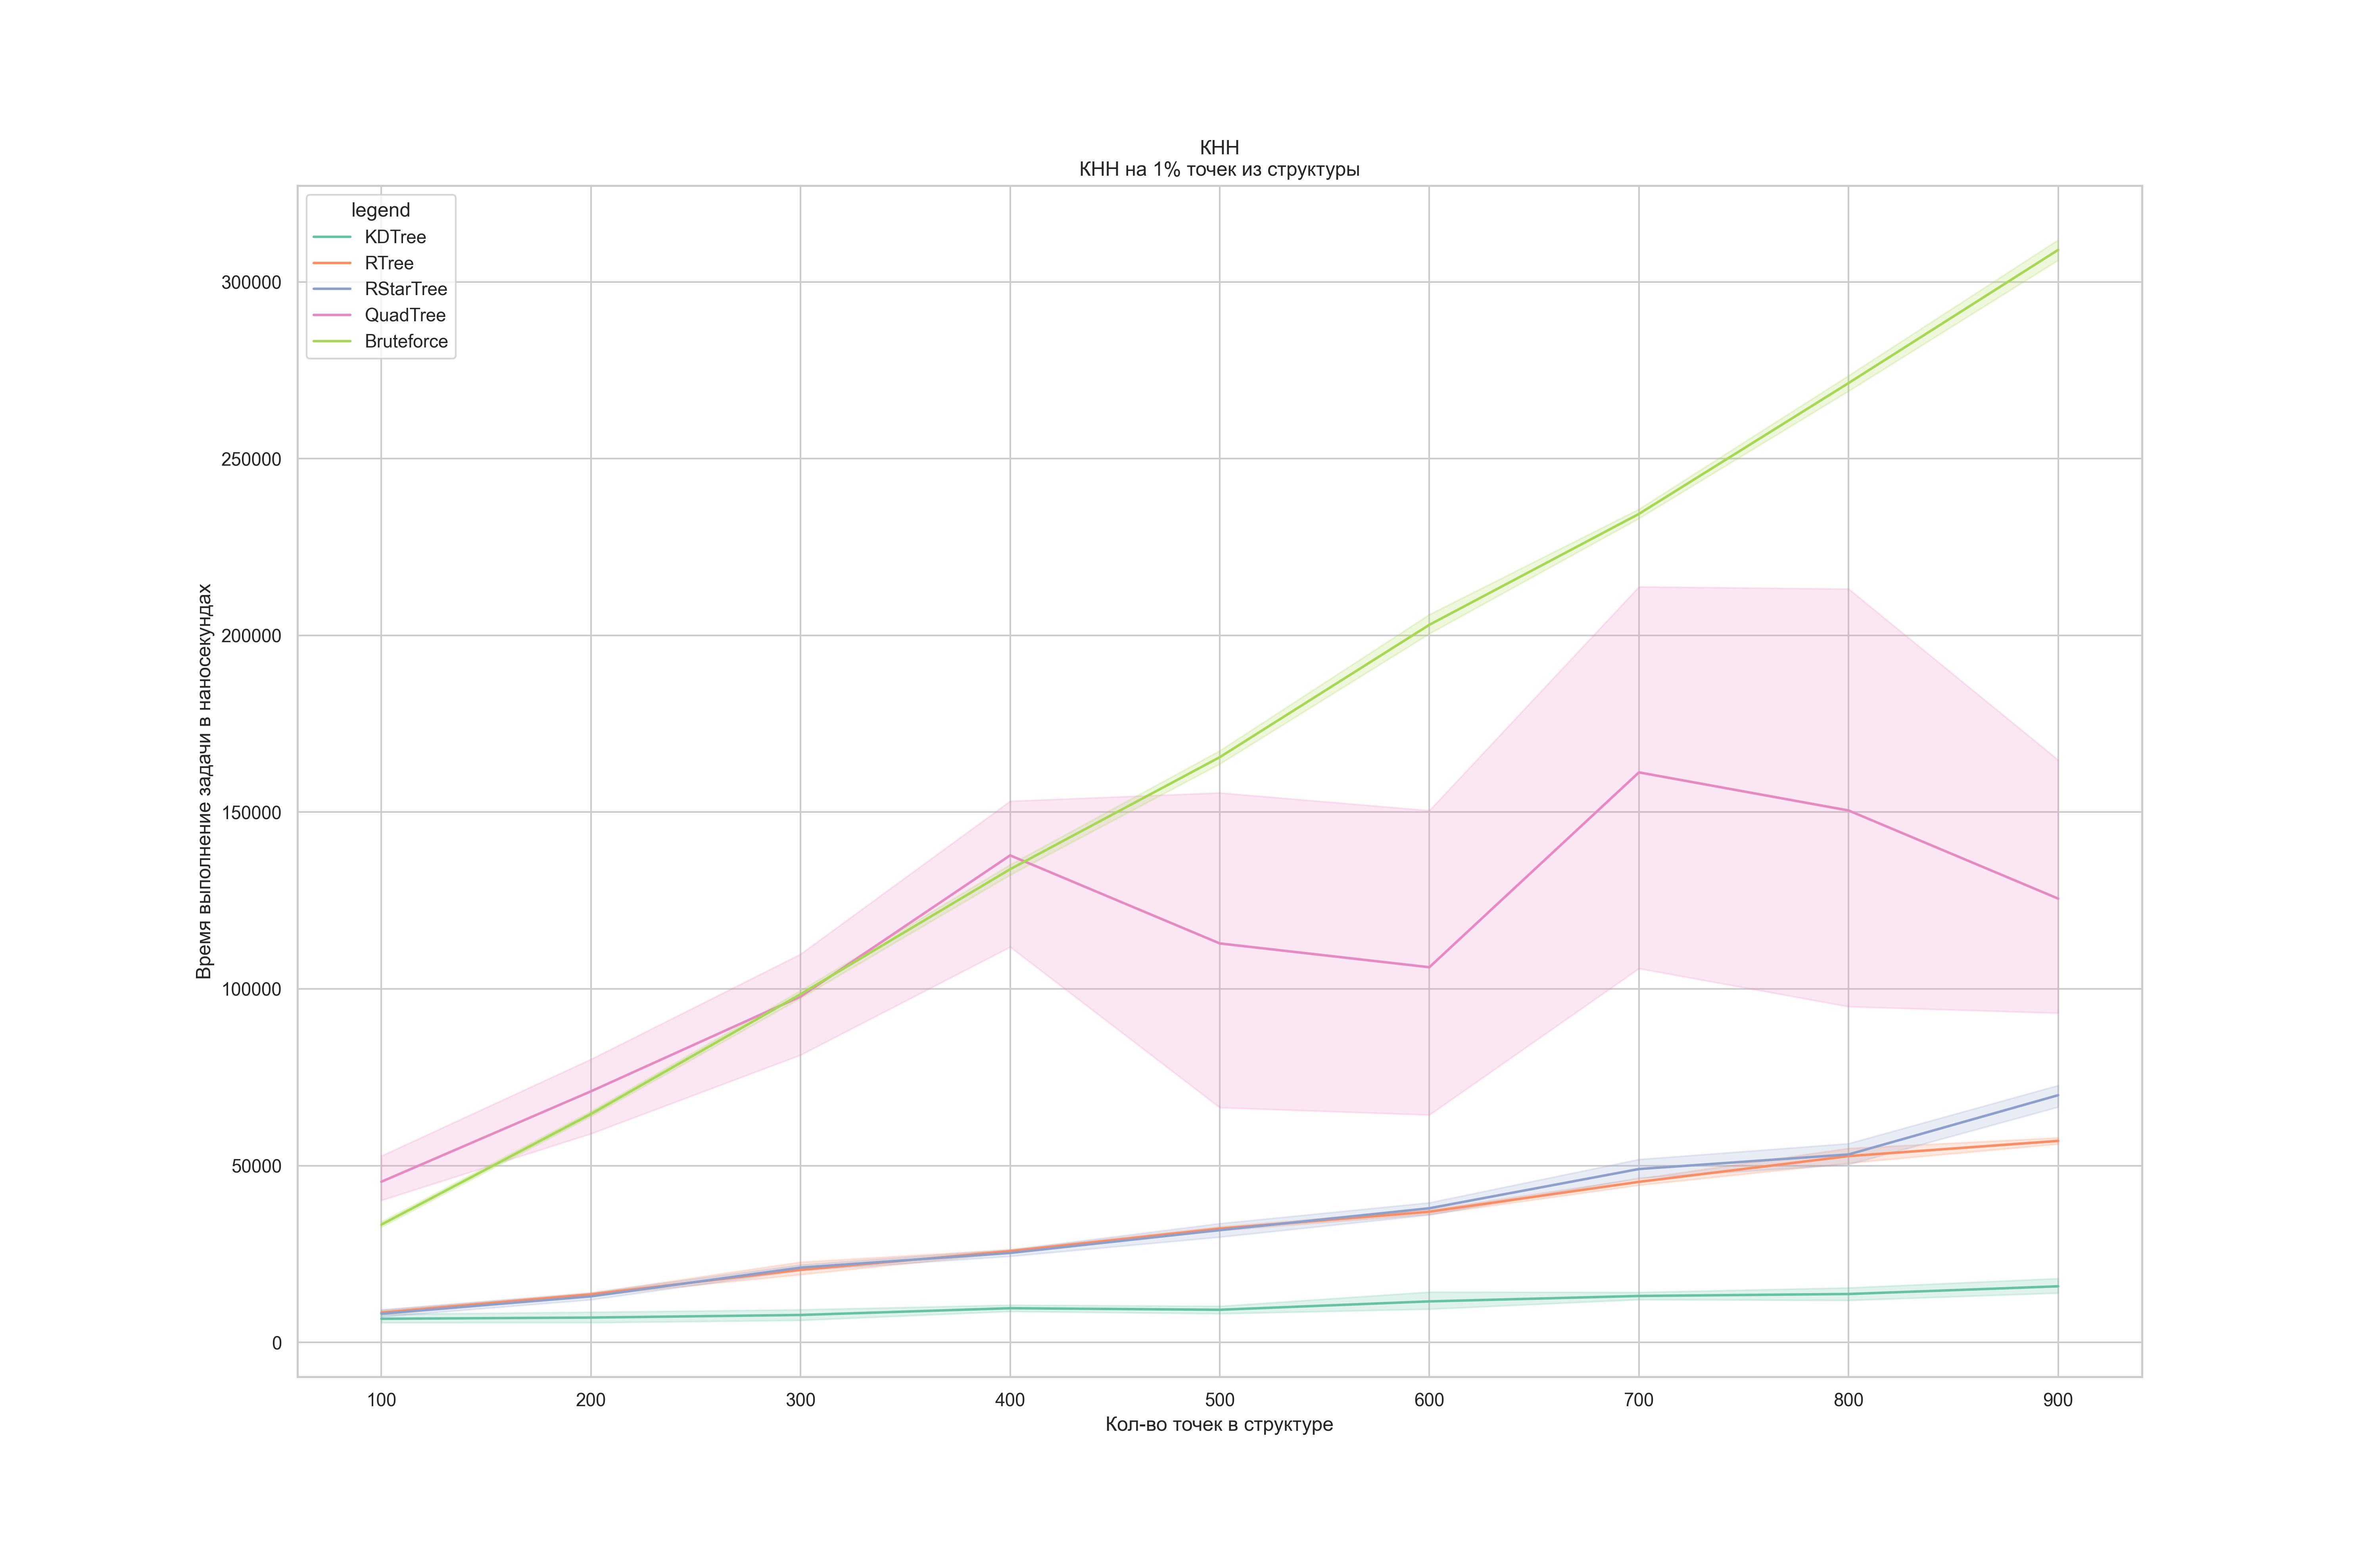 КНН
КНН на 1% точек из структуры
legend
KDTree
RTree
RStarTree
QuadTree
Bruteforce
Время выполнение задачи в наносекундах
300000
250000
200000
150000
100000
50000
0
100 200 300 400 500 600 700 800 900
Кол-во точек в структуре